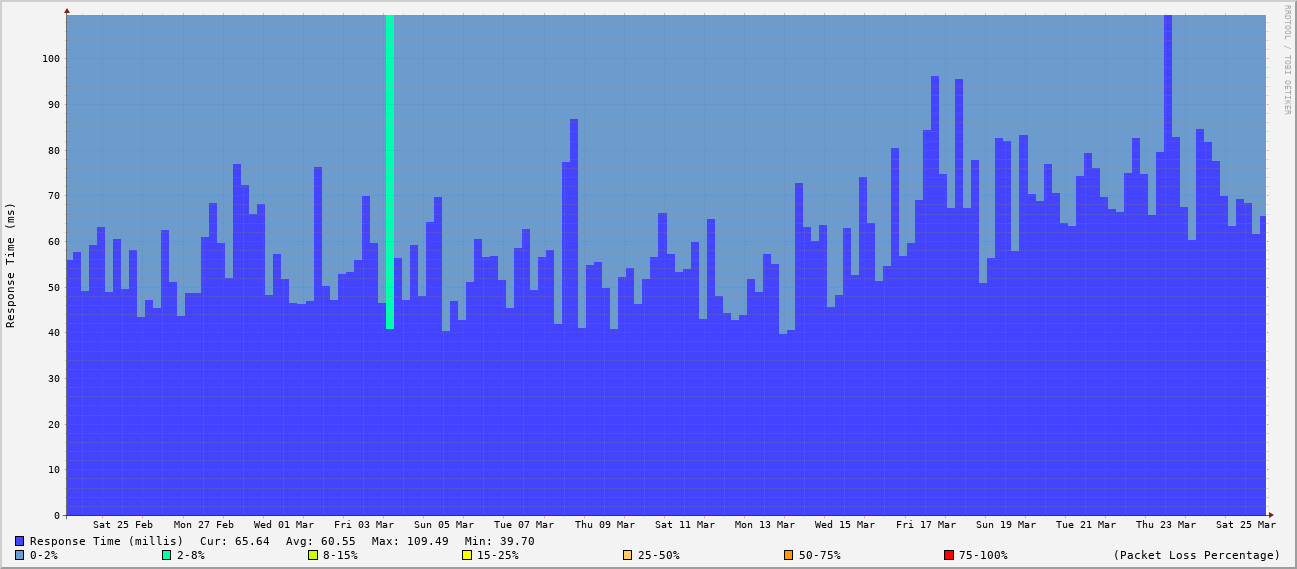 RRDTOOL / TOBI OETIKER
Response Time (ms)
100
90
80
70
60
50
40
30
20
10
0
Sat 25 Feb Mon 27 Feb Wed 01 Mar Fri 03 Mar Sun 05 Mar Tue 07 Mar Thu 09 Mar Sat 11 Mar Mon 13 Mar Wed 15 Mar Fri 17 Mar Sun 19 Mar Tue 21 Mar Thu 23 Mar Sat 25 Mar
Response Time (millis) Cur: 65.64 Avg: 60.55 Max: 109.49 Min: 39.70
0-2% 2-8% 8-15% 15-25% 25-50% 50-75% 75-100% (Packet Loss Percentage)